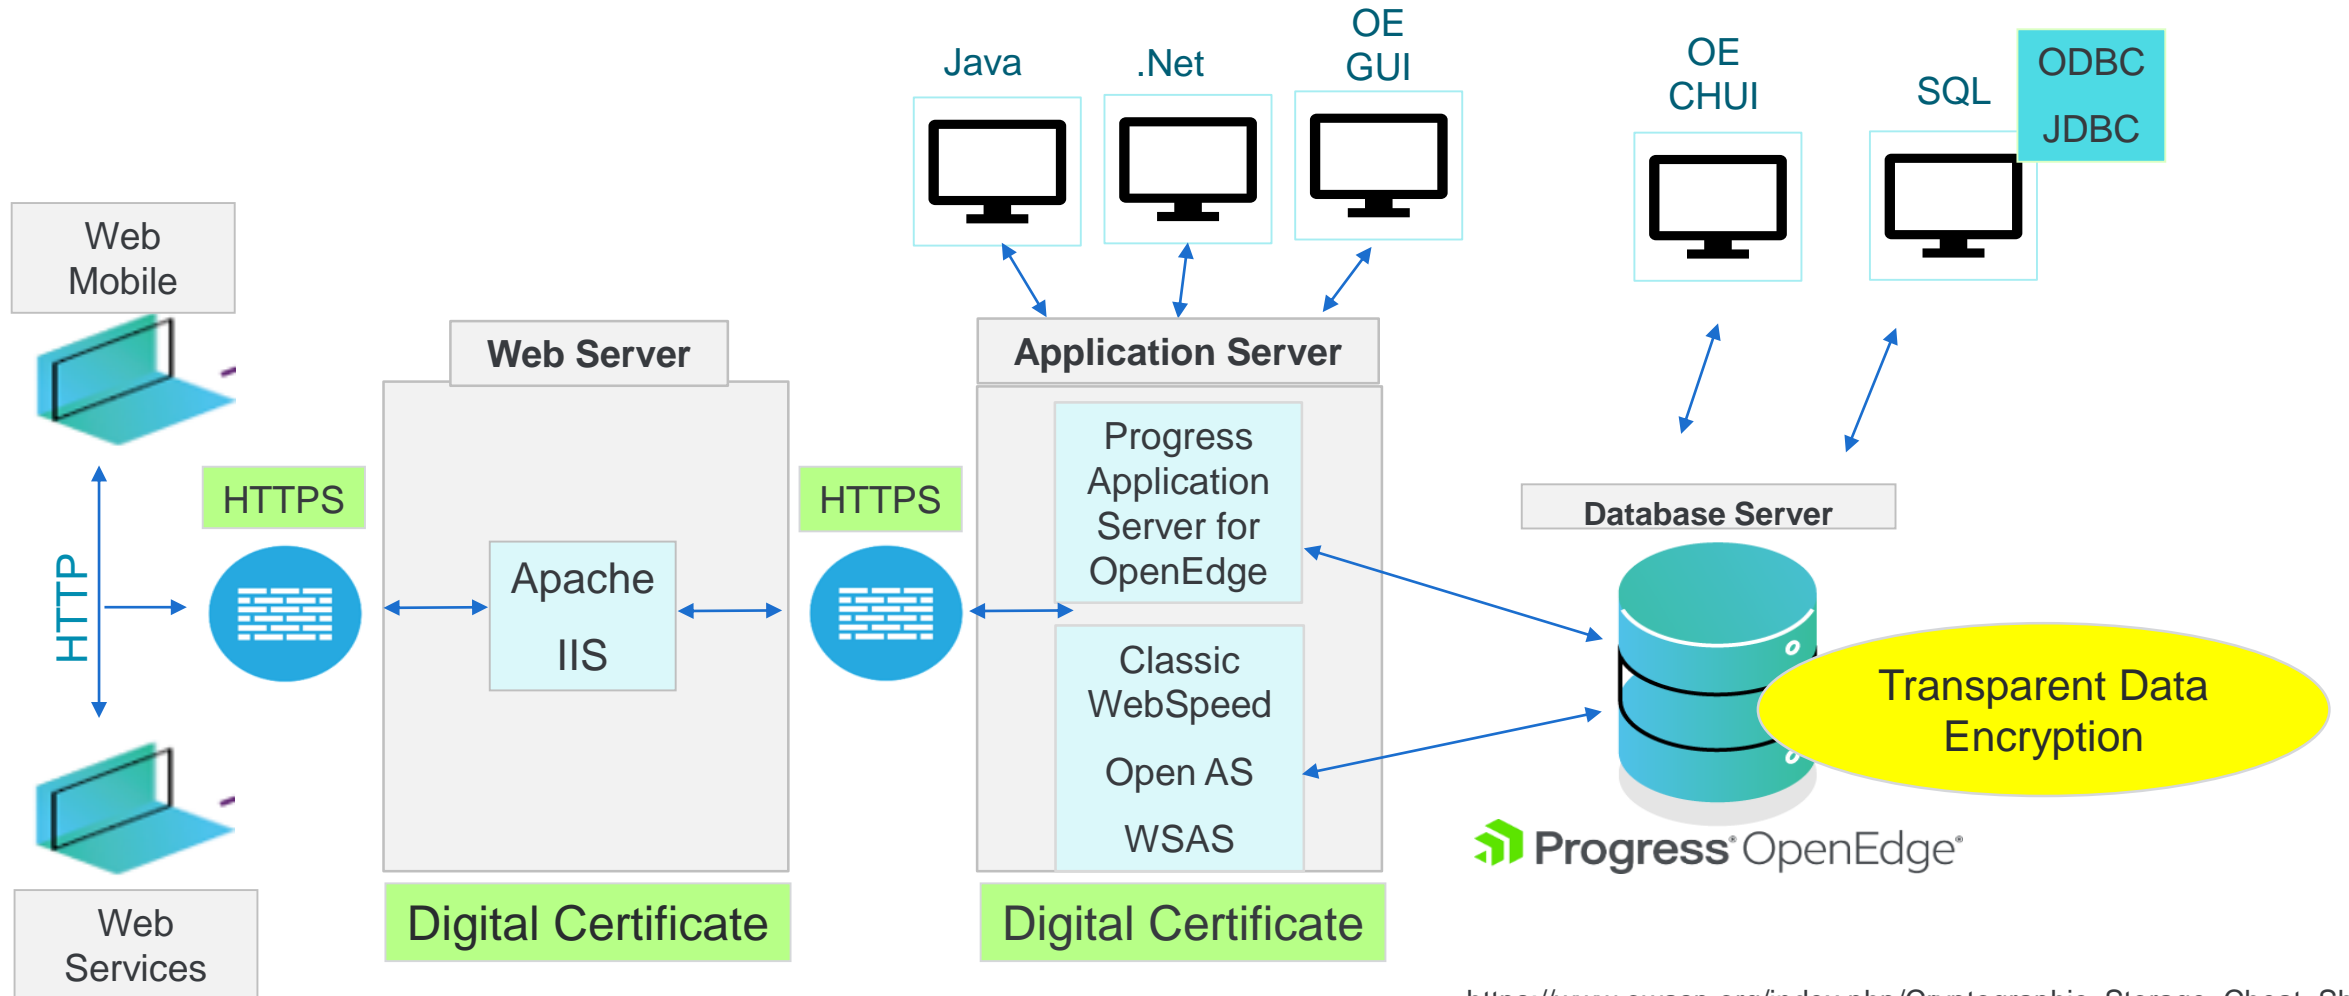 Web
Mobile
HTTP
Web
Services
HTTPS
Web Server
Apache
IIS
Digital Certificate
HTTPS
Java
.Net
OE
GUI
Application Server
Progress
Application
Server for
OpenEdge
Classic
WebSpeed
Open AS
WSAS
Digital Certificate
OE
CHUI
SQL
ODBC
JDBC
Database Server
Transparent Data
Encryption
Progress® OpenEdge®